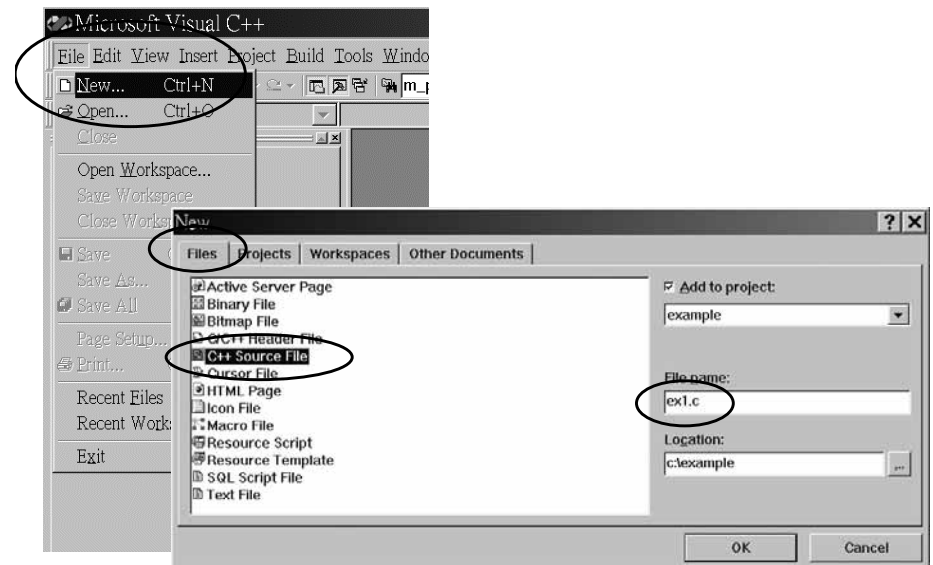 Microsoft Visual C++
File Edit View Insert Project Build Tools Windo
New... Ctrl+N
m_p
Open... Ctrl+O
Close
Open Workspace...
Save Workspace
Close Works
Save
Save As...
Save All
Page Setup...
Print...
Recent Files
Recent Works
Exit
New
Files Projects Workspaces Other Documents
Active Server Page
Binary File
Bitmap File
C/C++ Header File
C++ Source File
Cursor File
HTML Page
Icon File
Macro File
Resource Script
Resource Template
SQL Script File
Text File
Add to project:
example
File name:
ex1.c
Location:
c:\example
...
OK Cancel